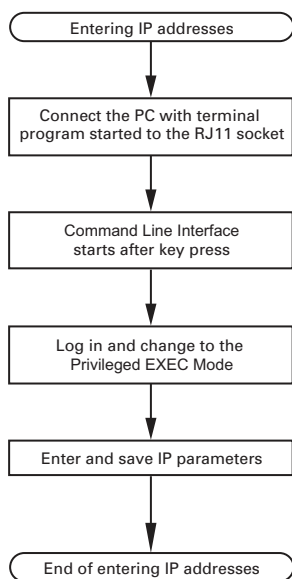 Entering IP addresses
Connect the PC with terminal
program started to the RJ11 socket
Command Line Interface
starts after key press
Log in and change to the
Privileged EXEC Mode
Enter and save IP parameters
End of entering IP addresses